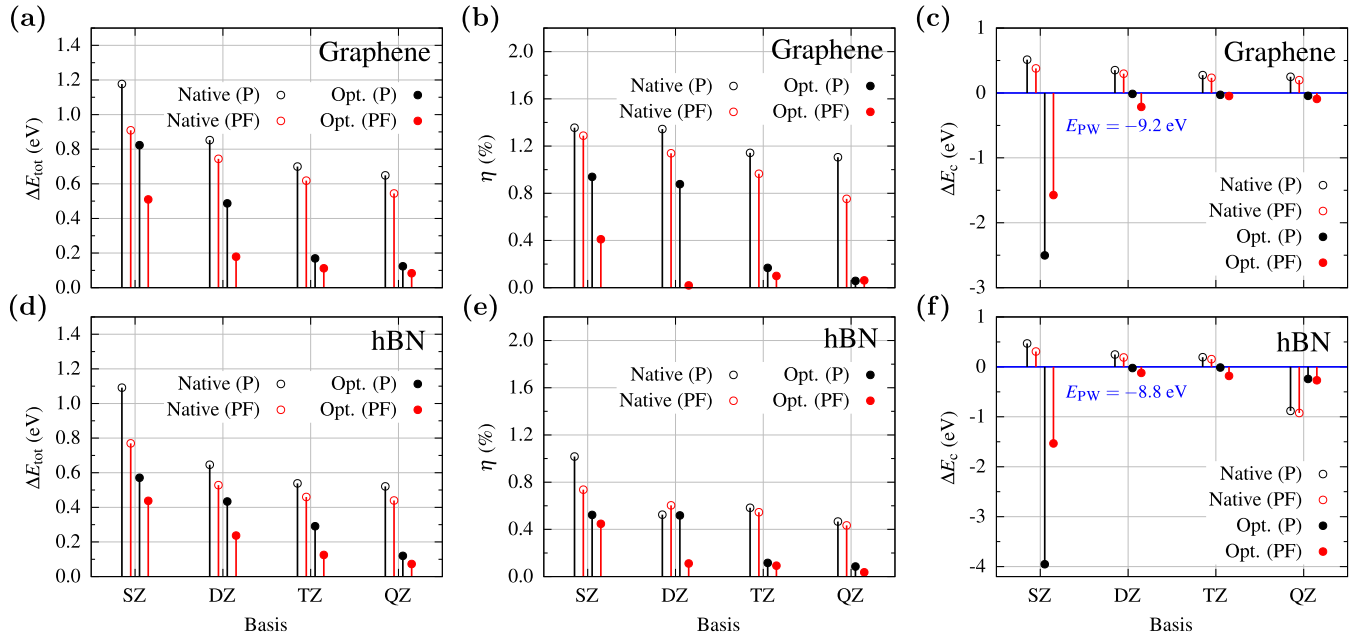 (a)
Graphene
Native (P)
Native (PF)
Opt. (P)
Opt. (PF)
ΔE_tot (eV)
1.4
1.2
1.0
0.8
0.6
0.4
0.2
0.0
(b)
Graphene
Native (P)
Native (PF)
Opt. (P)
Opt. (PF)
η (%)
2.0
1.6
1.2
0.8
0.4
0.0
(c)
Graphene
E_PW = −9.2 eV
Native (P)
Native (PF)
Opt. (P)
Opt. (PF)
ΔE_c (eV)
1
0
-1
-2
-3
(d)
hBN
Native (P)
Native (PF)
Opt. (P)
Opt. (PF)
ΔE_tot (eV)
1.4
1.2
1.0
0.8
0.6
0.4
0.2
0.0
SZ DZ TZ QZ
Basis
(e)
hBN
Native (P)
Native (PF)
Opt. (P)
Opt. (PF)
η (%)
2.0
1.6
1.2
0.8
0.4
0.0
SZ DZ TZ QZ
Basis
(f)
hBN
E_PW = −8.8 eV
Native (P)
Native (PF)
Opt. (P)
Opt. (PF)
ΔE_c (eV)
1
0
-1
-2
-3
-4
SZ DZ TZ QZ
Basis